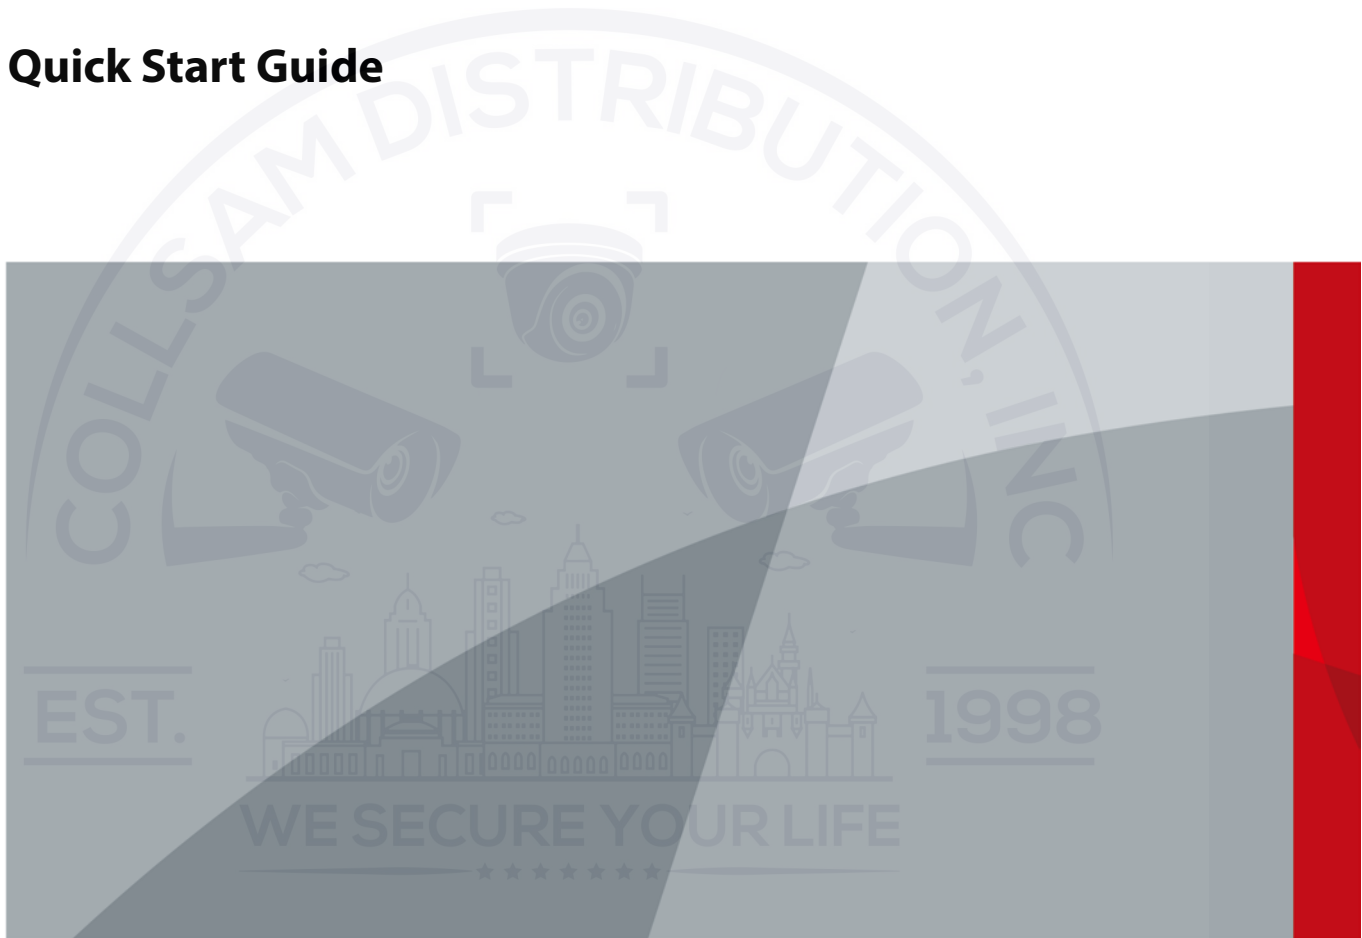 Quick Start Guide
COLLSAM DISTRIBUTION, INC
EST.
1998
WE SECURE YOUR LIFE